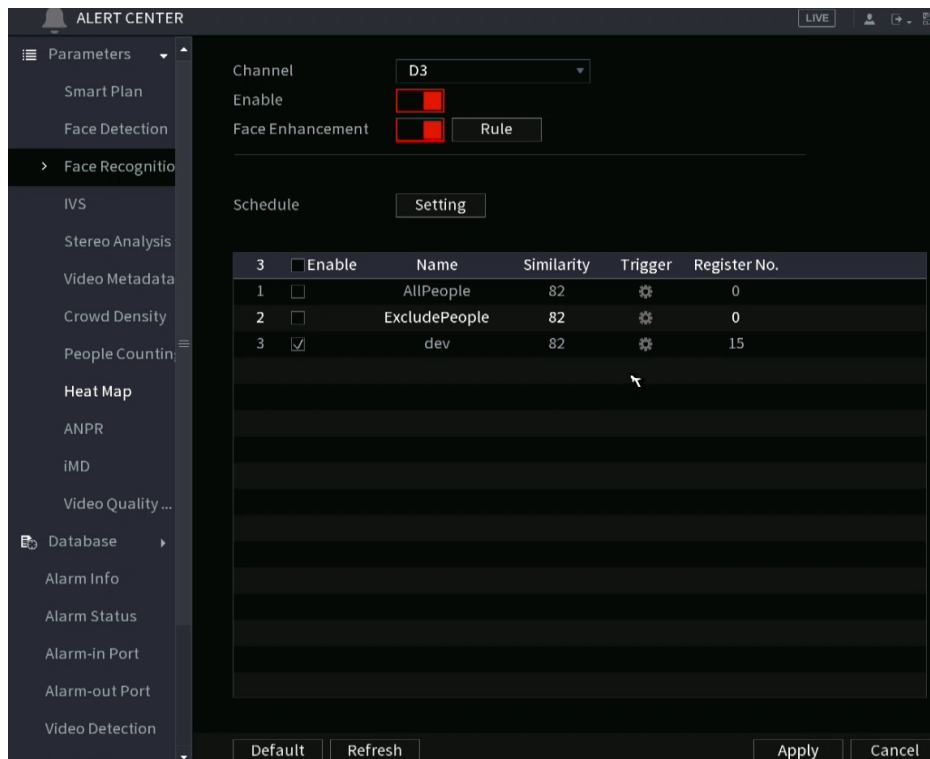 ALERT CENTER
LIVE
Parameters
Smart Plan
Face Detection
Face Recognitio
IVS
Stereo Analysis
Video Metadata
Crowd Density
People Counting
Heat Map
ANPR
iMD
Video Quality ...
Database
Alarm Info
Alarm Status
Alarm-in Port
Alarm-out Port
Video Detection
Channel D3
Enable
Face Enhancement Rule
Schedule Setting
3 Enable Name Similarity Trigger Register No.
1 AllPeople 82 0
2 ExcludePeople 82 0
3 dev 82 15
Default Refresh Apply Cancel